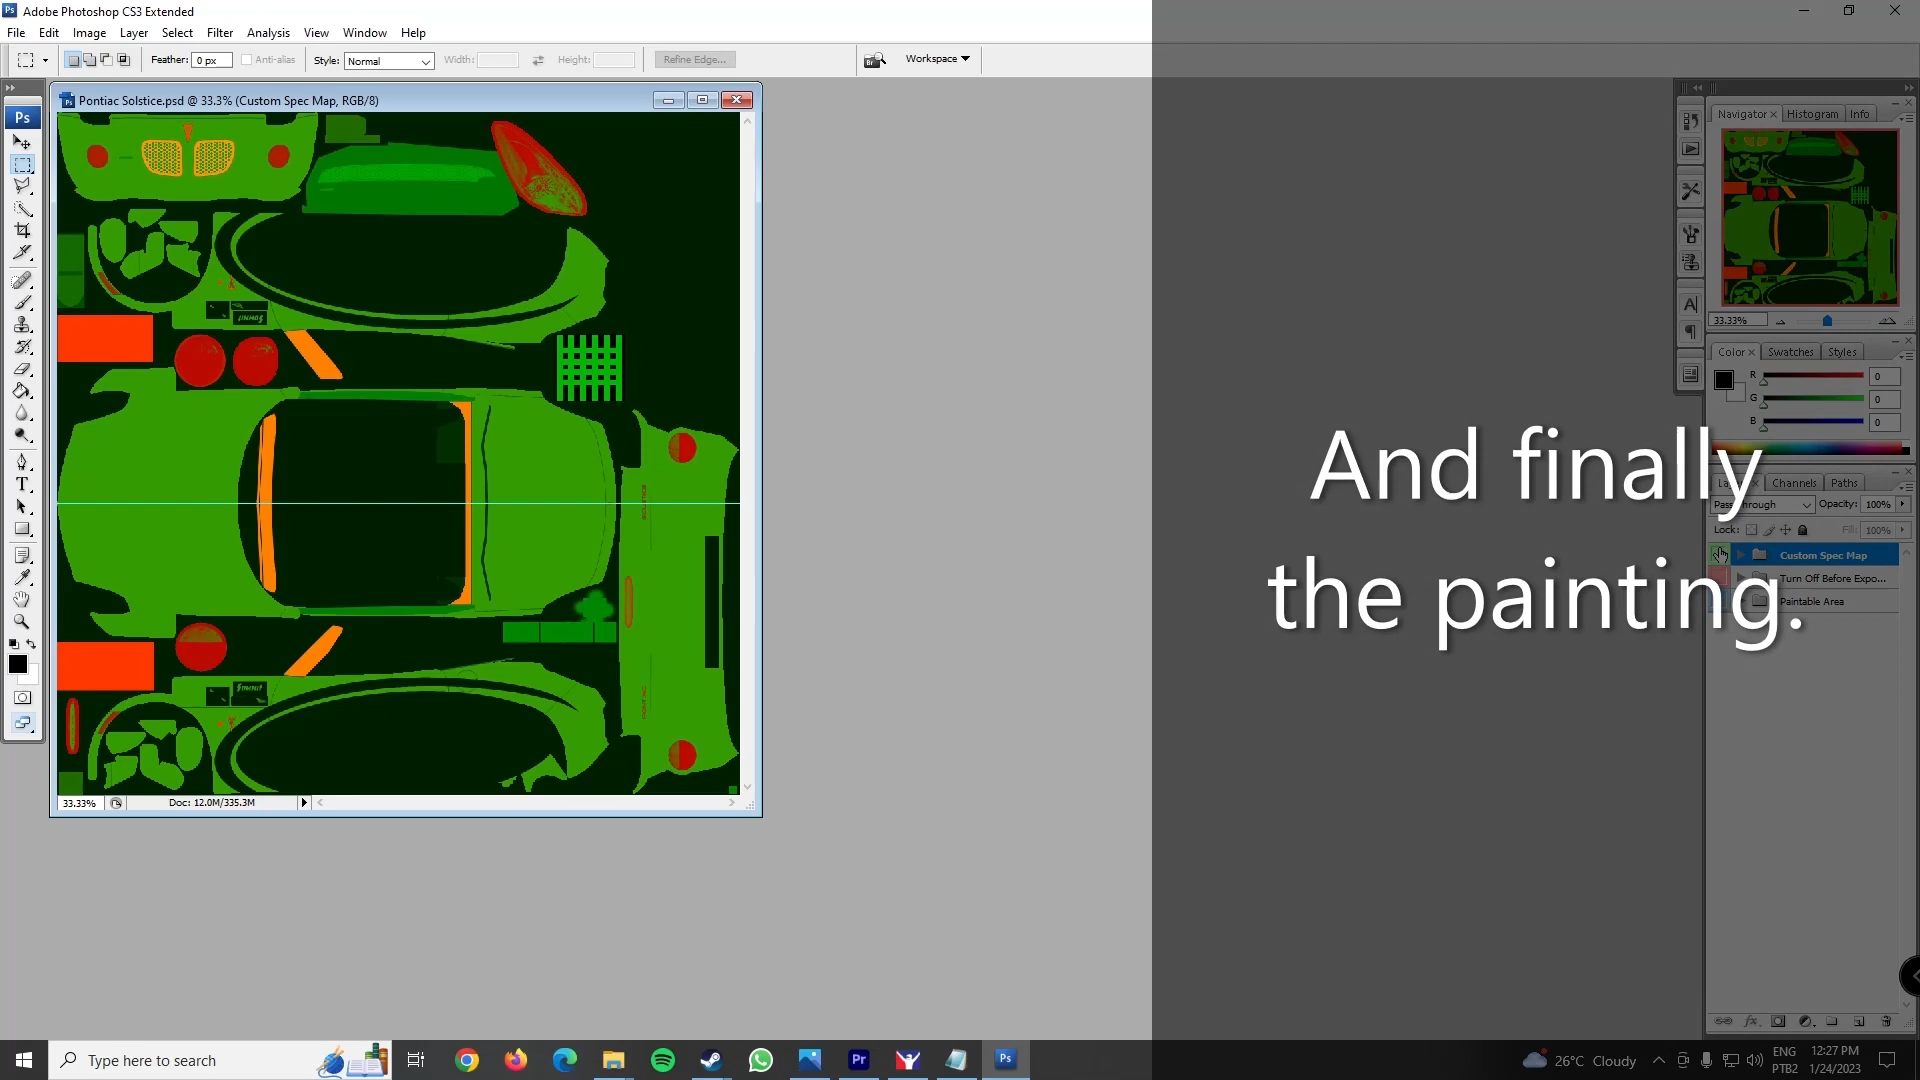 Adobe Photoshop CS3 Extended
File Edit Image Layer Select Filter Analysis View Window Help
Feather: 0 px Anti-alias Style: Normal Width: Height: Refine Edge... Workspace
Pontiac Solstice.psd @ 33.3% (Custom Spec Map, RGB/8)
Ps
33.33% Doc: 12.0M/335.3M
And finally
the painting.
Navigator Histogram Info
33.33%
Color Swatches Styles
R 0
G 0
B 0
Channels Paths
Opacity: 100%
Lock: Fill: 100%
Custom Spec Map
Turn Off Before Expo...
Paintable Area
Type here to search
Pr
Ps
26°C Cloudy
ENG
PTB2
12:27 PM
1/24/2023